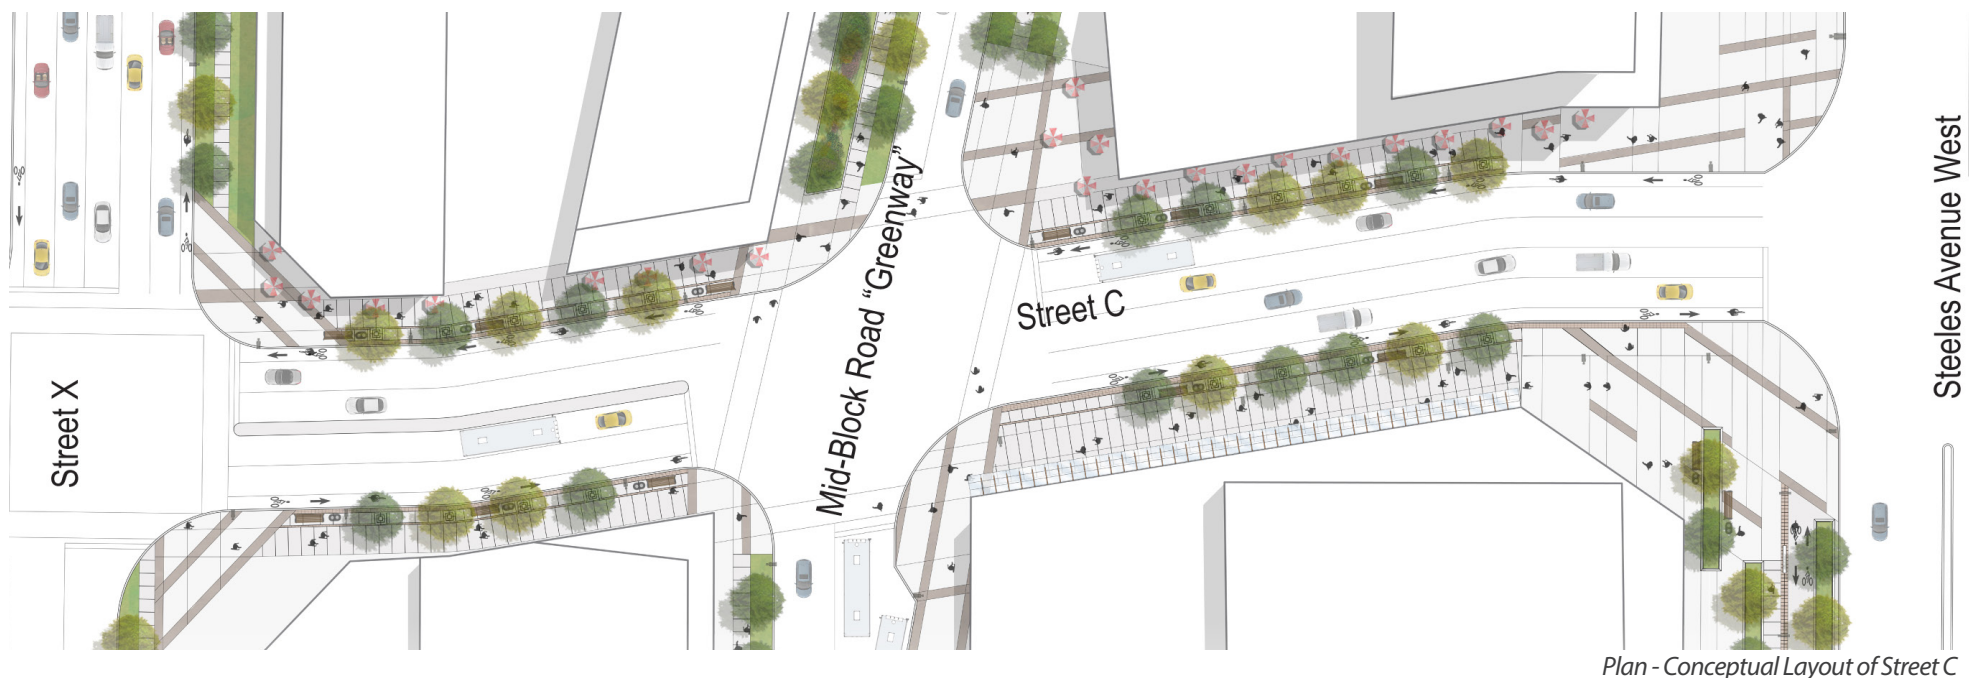 Street X
Mid-Block Road "Greenway"
Street C
Steeles Avenue West
Plan - Conceptual Layout of Street C